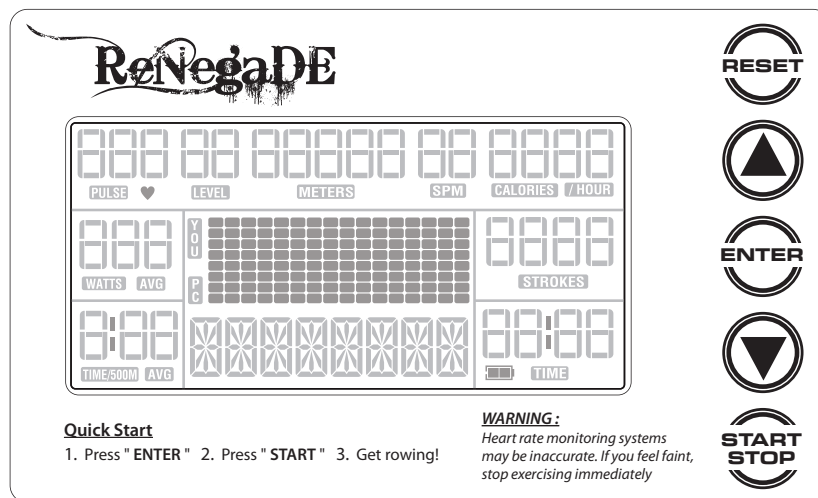 ReNegaDE
RESET
PULSE LEVEL METERS SPM CALORIES / HOUR
YOU
WATTS AVG
STROKES
ENTER
PC
TIME/500M AVG
TIME
Quick Start
1. Press " ENTER " 2. Press " START " 3. Get rowing!
WARNING :
Heart rate monitoring systems
may be inaccurate. If you feel faint,
stop exercising immediately
START
STOP